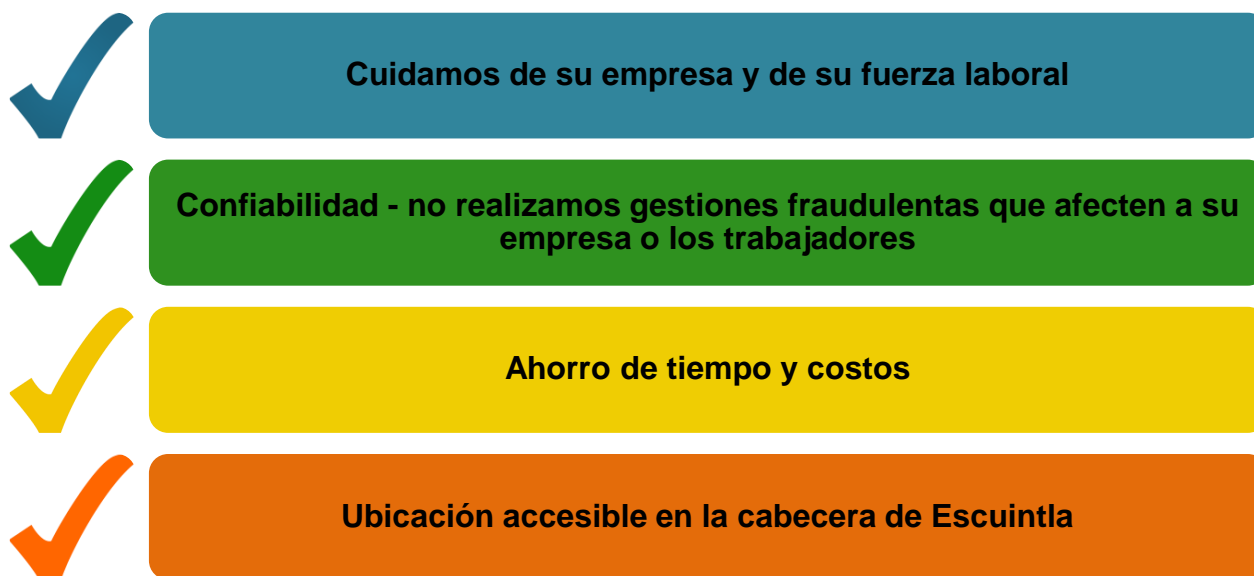 Cuidamos de su empresa y de su fuerza laboral
Confiabilidad - no realizamos gestiones fraudulentas que afecten a su
empresa o los trabajadores
Ahorro de tiempo y costos
Ubicación accesible en la cabecera de Escuintla